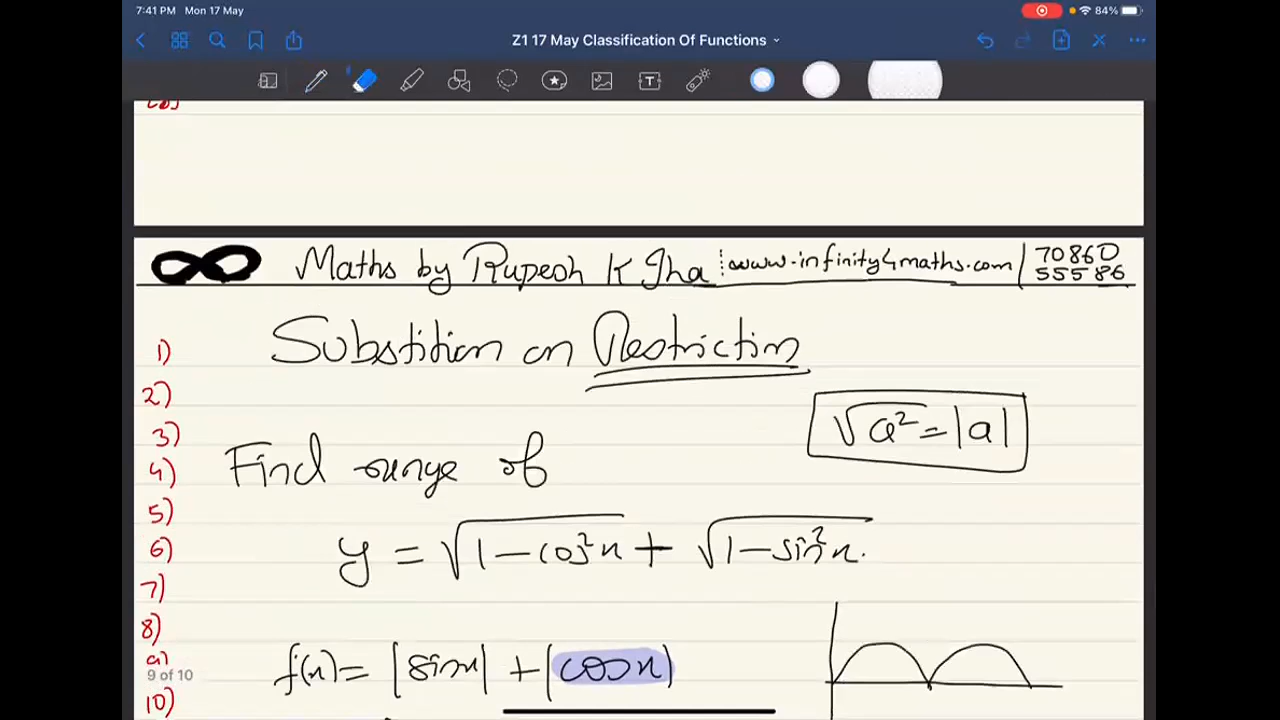 7:41 PM Mon 17 May
84%
Z1 17 May Classification Of Functions
Maths by Rupesh K Jha www.infinity4maths.com 70860 55586
Substition on Restriction
1)
2)
√a² = |a|
3)
4) Find range of
5)
6) y = √1-cos²x + √1-sin²x.
7)
8)
9) f(x) = |sinx| + |cosx|
9 of 10
10)